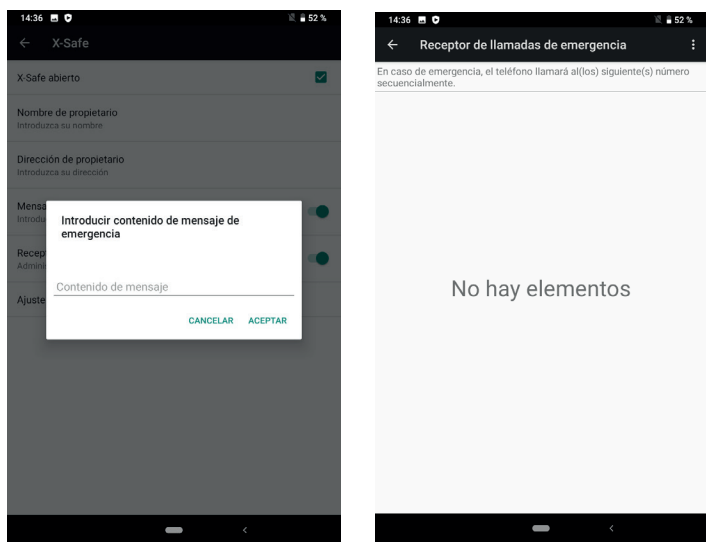 14:36
52 %
X-Safe
X-Safe abierto
Nombre de propietario
Introduzca su nombre
Dirección de propietario
Introduzca su dirección
Mensa
Introdu
Introducir contenido de mensaje de
emergencia
Contenido de mensaje
CANCELAR ACEPTAR
Recep
Admini
Ajuste
14:36
52 %
Receptor de llamadas de emergencia
En caso de emergencia, el teléfono llamará al(los) siguiente(s) número
secuencialmente.
No hay elementos